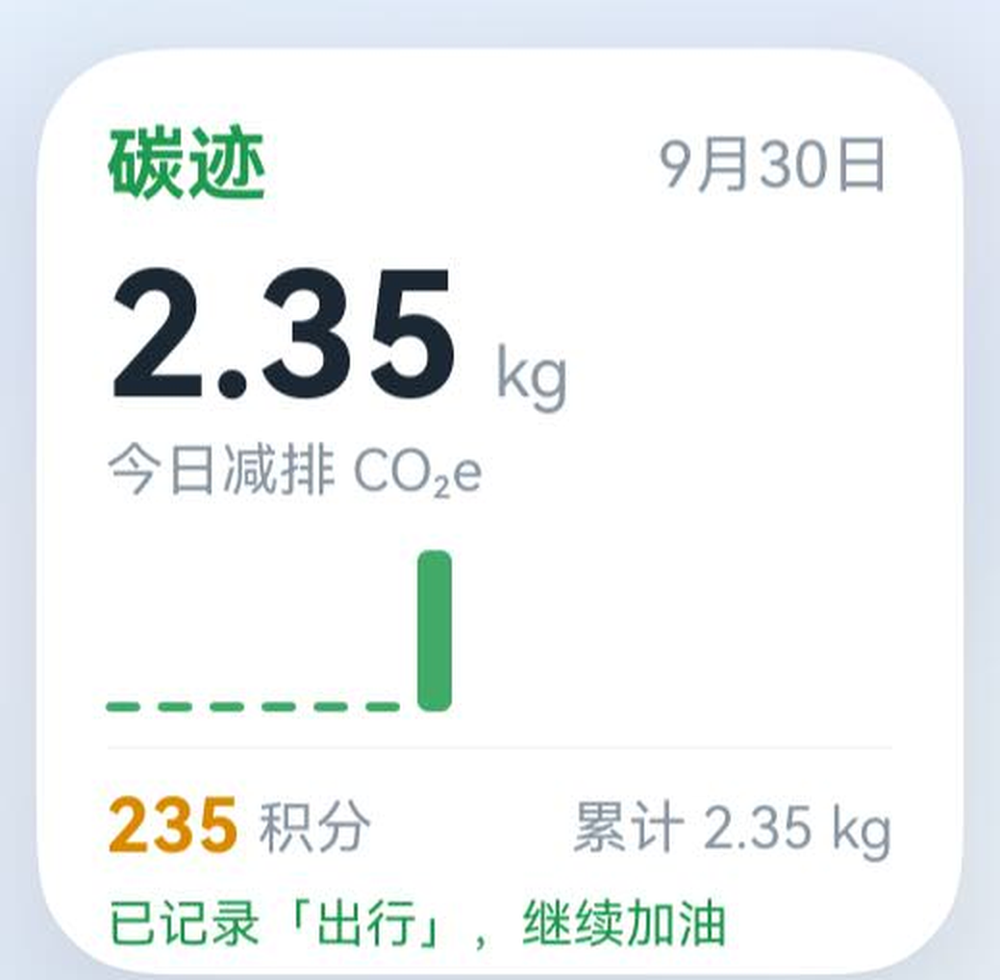 碳迹 9月30日
2.35 kg
今日减排 CO₂e
235 积分 累计 2.35 kg
已记录「出行」，继续加油